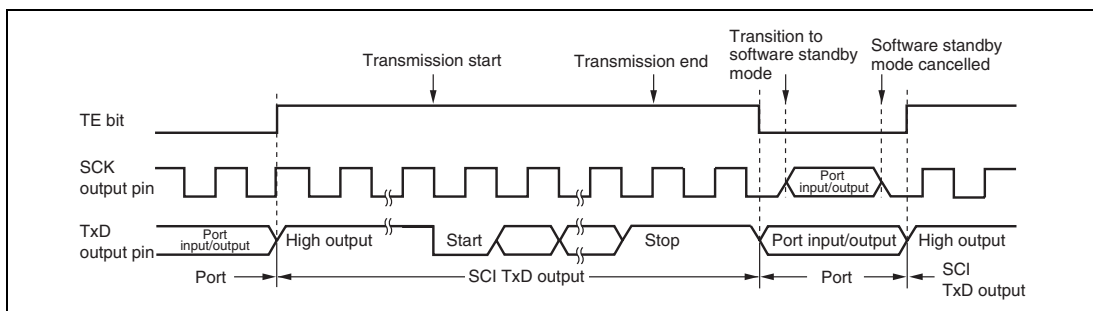 Transition to
software standby
mode
Software standby
mode cancelled
Transmission start
Transmission end
TE bit
SCK
output pin
Port
input/output
TxD
output pin
Port
input/output
High output
Start
Stop
Port input/output
High output
Port
SCI TxD output
Port
SCI
TxD output